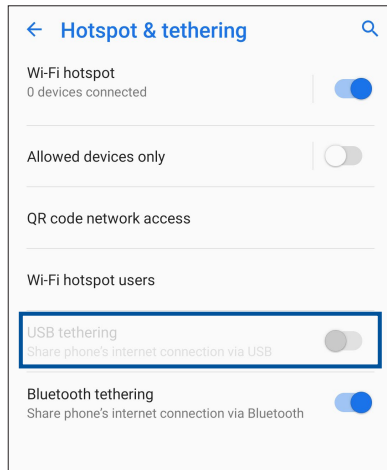 Hotspot & tethering
Wi-Fi hotspot
0 devices connected
Allowed devices only
QR code network access
Wi-Fi hotspot users
USB tethering
Share phone's internet connection via USB
Bluetooth tethering
Share phone's internet connection via Bluetooth